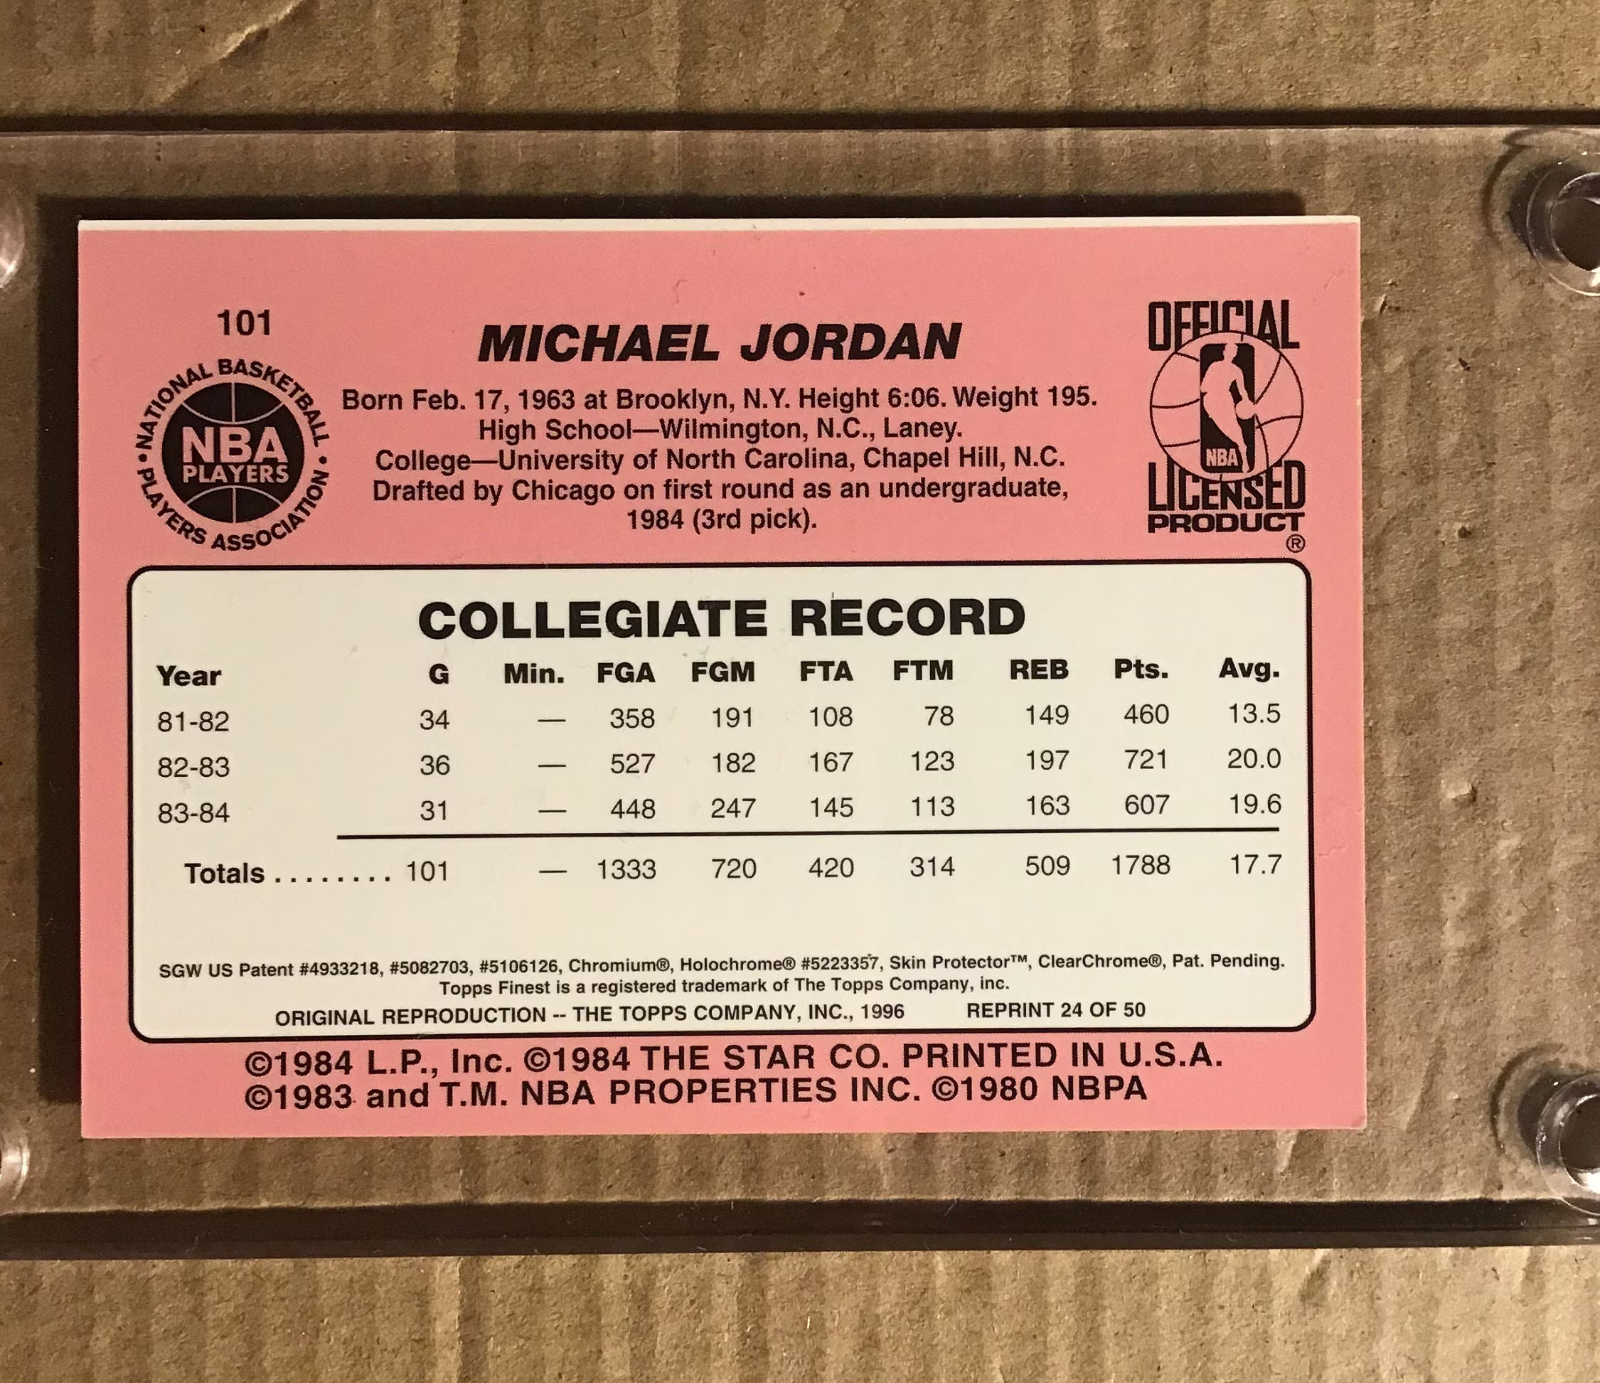 101
MICHAEL JORDAN
NATIONAL BASKETBALL
NBA
PLAYERS
PLAYERS ASSOCIATION
Born Feb. 17, 1963 at Brooklyn, N.Y. Height 6:06. Weight 195.
High School—Wilmington, N.C., Laney.
College—University of North Carolina, Chapel Hill, N.C.
Drafted by Chicago on first round as an undergraduate,
1984 (3rd pick).
OFFICIAL
NBA
LICENSED
PRODUCT
®
COLLEGIATE RECORD
Year G Min. FGA FGM FTA FTM REB Pts. Avg.
81-82 34 — 358 191 108 78 149 460 13.5
82-83 36 — 527 182 167 123 197 721 20.0
83-84 31 — 448 247 145 113 163 607 19.6
Totals ........ 101 — 1333 720 420 314 509 1788 17.7
SGW US Patent #4933218, #5082703, #5106126, Chromium®, Holochrome® #5223357, Skin Protector™, ClearChrome®, Pat. Pending.
Topps Finest is a registered trademark of The Topps Company, inc.
ORIGINAL REPRODUCTION -- THE TOPPS COMPANY, INC., 1996 REPRINT 24 OF 50
©1984 L.P., Inc. ©1984 THE STAR CO. PRINTED IN U.S.A.
©1983 and T.M. NBA PROPERTIES INC. ©1980 NBPA